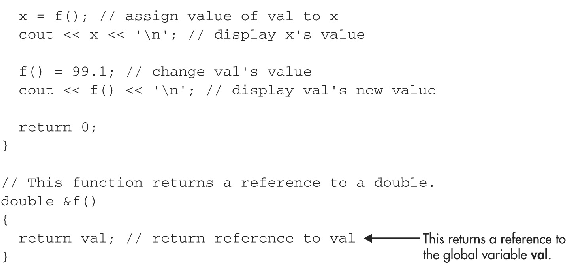 x = f(); // assign value of val to x
cout << x << '\n'; // display x's value
f() = 99.1; // change val's value
cout << f() << '\n'; // display val's new value
return 0;
}
// This function returns a reference to a double.
double &f()
{
return val; // return reference to val
This returns a reference to
the global variable val.
}